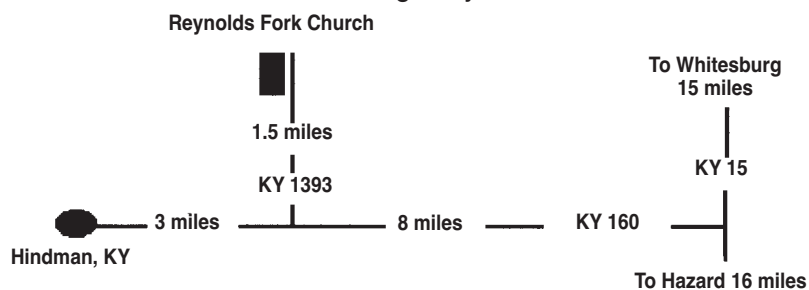 Reynolds Fork Church
To Whitesburg
15 miles
1.5 miles
KY 15
KY 1393
3 miles
8 miles
KY 160
Hindman, KY
To Hazard 16 miles